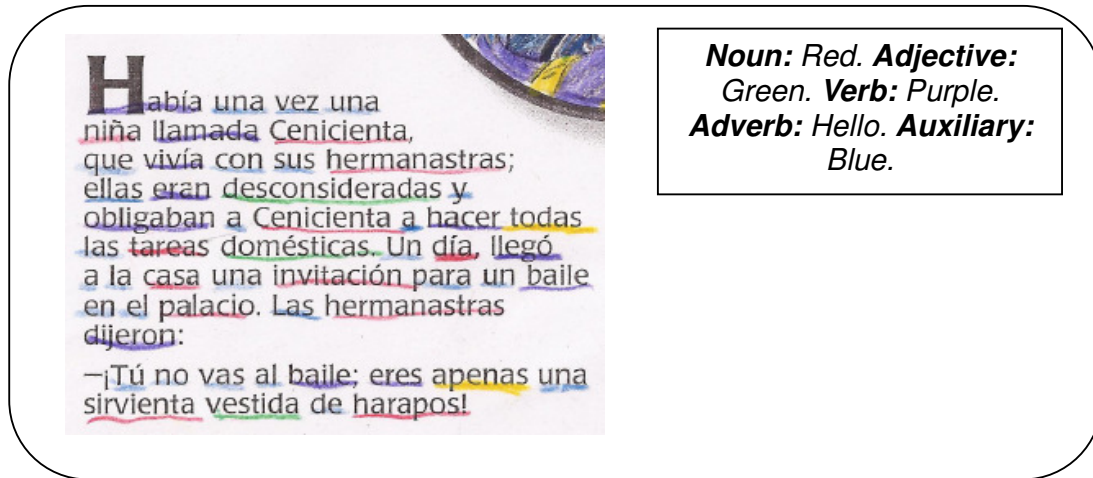 Había una vez una
niña llamada Cenicienta,
que vivía con sus hermanastras;
ellas eran desconsideradas y
obligaban a Cenicienta a hacer todas
las tareas domésticas. Un día, llegó
a la casa una invitación para un baile
en el palacio. Las hermanastras
dijeron:
–¡Tú no vas al baile; eres apenas una
sirvienta vestida de harapos!
Noun: Red. Adjective:
Green. Verb: Purple.
Adverb: Hello. Auxiliary:
Blue.